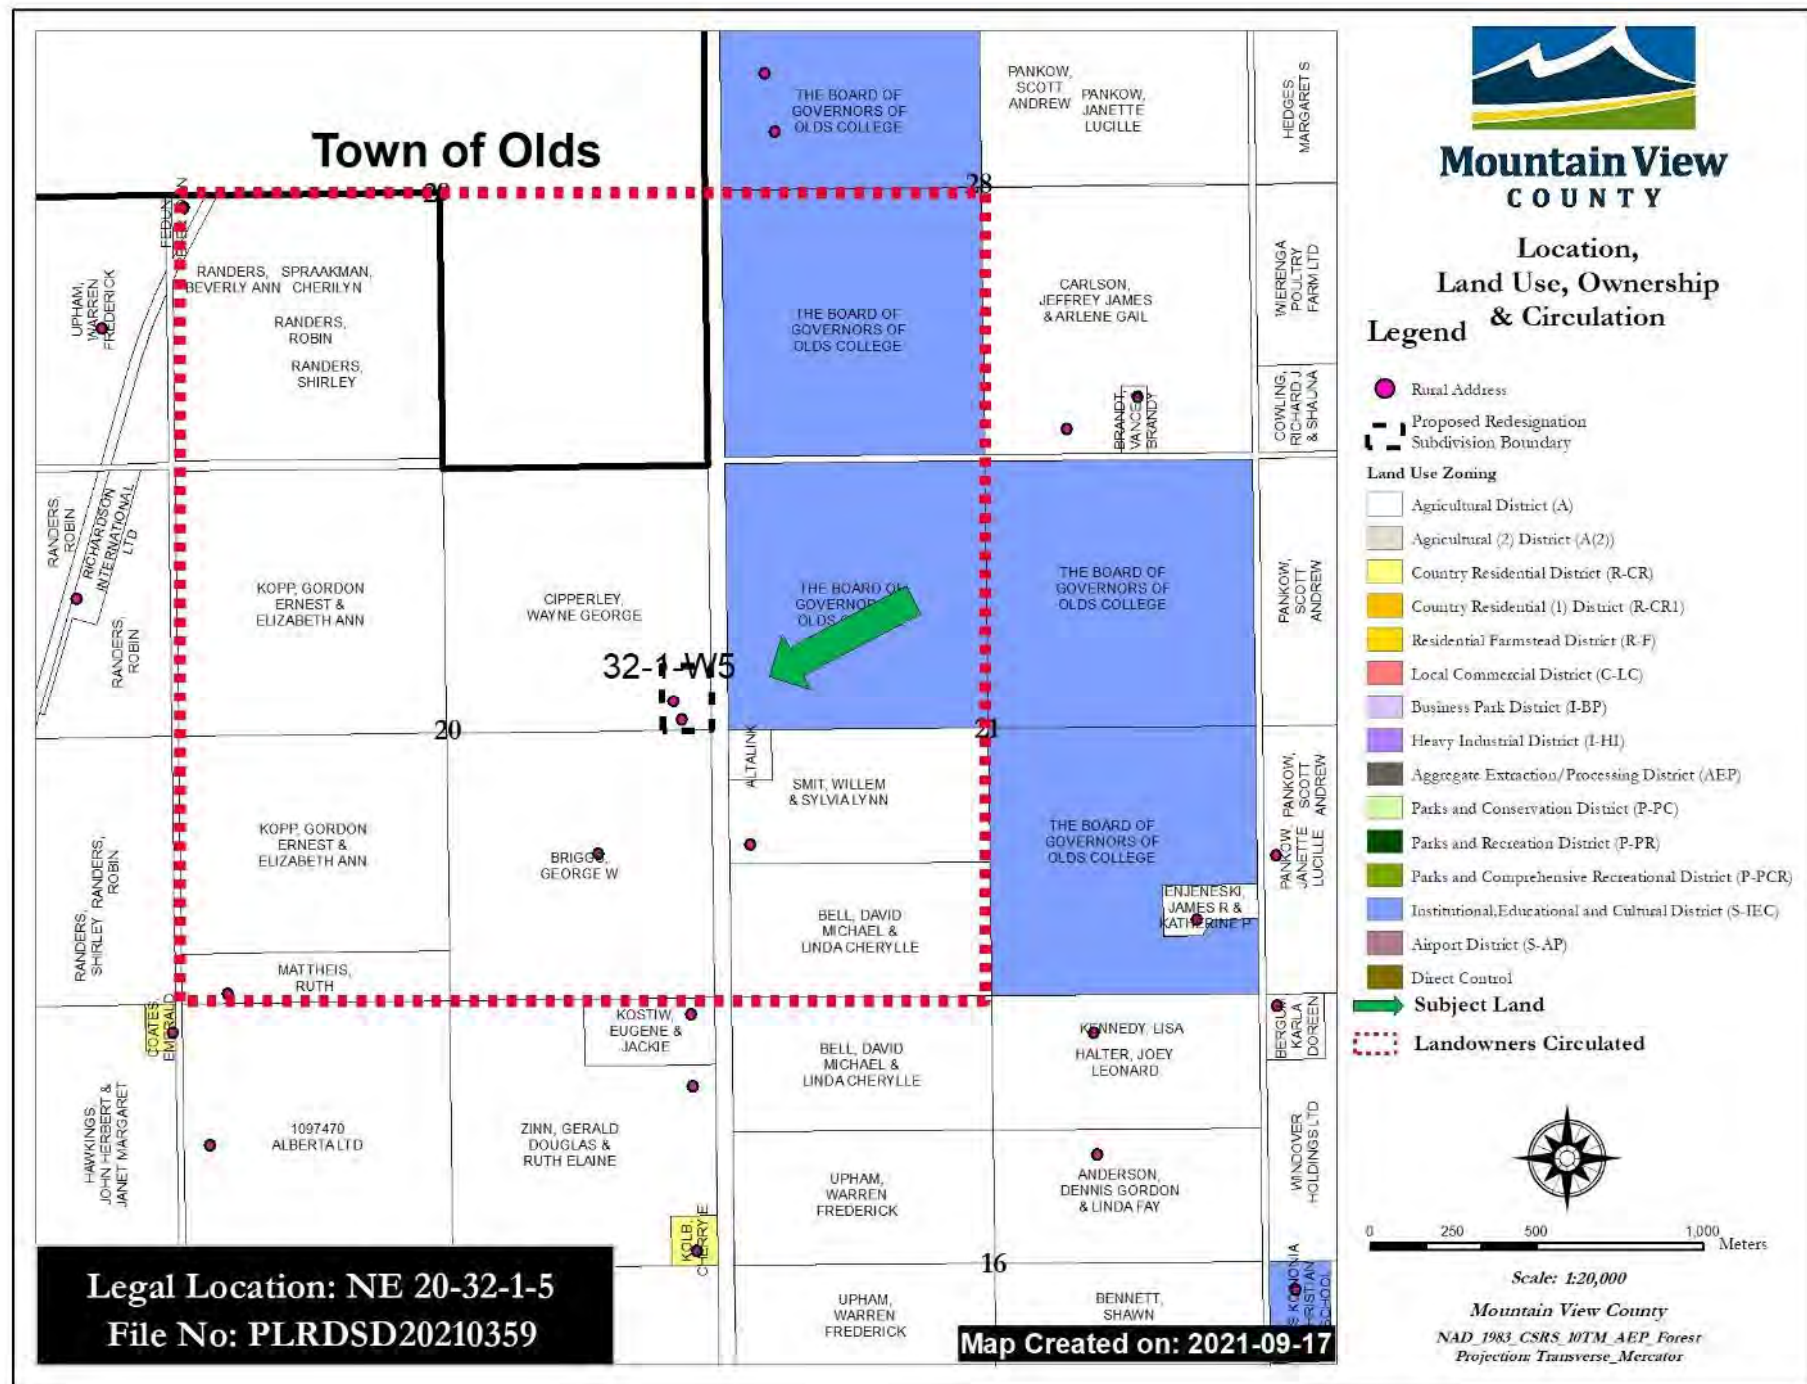 Town of Olds
THE BOARD OF
GOVERNORS OF
OLDS COLLEGE
PANKOW,
SCOTT
ANDREW
PANKOW,
JANETTE
LUCILLE
HEDGES,
MARGARET S
28
UPHAM,
WARREN
FREDERICK
RANDERS,
BEVERLY ANN
SPRAAKMAN,
CHERILYN
RANDERS,
ROBIN
RANDERS,
SHIRLEY
THE BOARD OF
GOVERNORS OF
OLDS COLLEGE
CARLSON,
JEFFREY JAMES
& ARLENE GAIL
WIERENGA
POULTRY
FARM LTD
BRANDT,
VANCE &
BRANDY
COWLING,
RICHARD J
& SHAUNA
RANDERS,
ROBIN
RICHARDSON
INTERNATIONAL
LTD
RANDERS,
ROBIN
KOPP, GORDON
ERNEST &
ELIZABETH ANN
CIPPERLEY,
WAYNE GEORGE
THE BOARD OF
GOVERNOR
OLDS
THE BOARD OF
GOVERNORS OF
OLDS COLLEGE
PANKOW,
SCOTT
ANDREW
32-1-W5
20
21
ALTALINK
SMIT, WILLEM
& SYLVIA LYNN
PANKOW,
SCOTT
ANDREW
RANDERS,
SHIRLEY
RANDERS,
ROBIN
KOPP, GORDON
ERNEST &
ELIZABETH ANN
BRIGGS,
GEORGE W
THE BOARD OF
GOVERNORS OF
OLDS COLLEGE
PANKOW,
JANETTE
LUCILLE
BELL, DAVID
MICHAEL &
LINDA CHERYLLE
ENJENESKI,
JAMES R &
KATHERINE P
MATTHEIS,
RUTH
COATES,
EMERALD
KOSTIW,
EUGENE &
JACKIE
BELL, DAVID
MICHAEL &
LINDA CHERYLLE
KENNEDY, LISA
HALTER, JOEY
LEONARD
KARLA
DOREEN
HAWKINGS,
JOHN HERBERT &
JANET MARGARET
1097470
ALBERTA LTD
ZINN, GERALD
DOUGLAS &
RUTH ELAINE
UPHAM,
WARREN
FREDERICK
ANDERSON,
DENNIS GORDON
& LINDA FAY
WINDOVER
HOLDINGS LTD
KOLB,
CHERRY E
16
UPHAM,
WARREN
FREDERICK
BENNETT,
SHAWN
SCHOOL
Legal Location: NE 20-32-1-5
File No: PLRDSD20210359
Map Created on: 2021-09-17
Mountain View
COUNTY
Location,
Land Use, Ownership
& Circulation
Legend
Rural Address
Proposed Redesignation
Subdivision Boundary
Land Use Zoning
Agricultural District (A)
Agricultural (2) District (A(2))
Country Residential District (R-CR)
Country Residential (1) District (R-CR1)
Residential Farmstead District (R-F)
Local Commercial District (C-LC)
Business Park District (I-BP)
Heavy Industrial District (I-HI)
Aggregate Extraction/Processing District (AEP)
Parks and Conservation District (P-PC)
Parks and Recreation District (P-PR)
Parks and Comprehensive Recreational District (P-PCR)
Institutional,Educational and Cultural District (S-IEC)
Airport District (S-AP)
Direct Control
Subject Land
Landowners Circulated
0 250 500 1,000
Meters
Scale: 1:20,000
Mountain View County
NAD_1983_CSRS_10TM_AEP_Forest
Projection: Transverse_Mercator